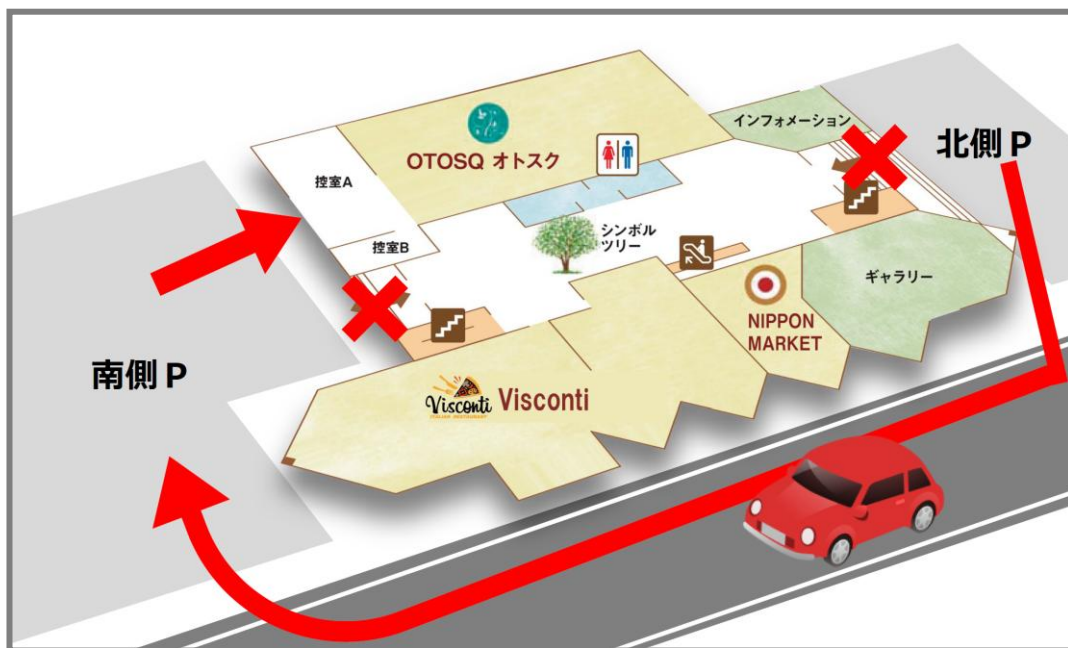 インフォメーション
北側 P
OTOSQ オトスク
控室A
控室B
シンボル
ツリー
ギャラリー
NIPPON
MARKET
南側 P
Visconti
ITALIAN RESTAURANT
Visconti